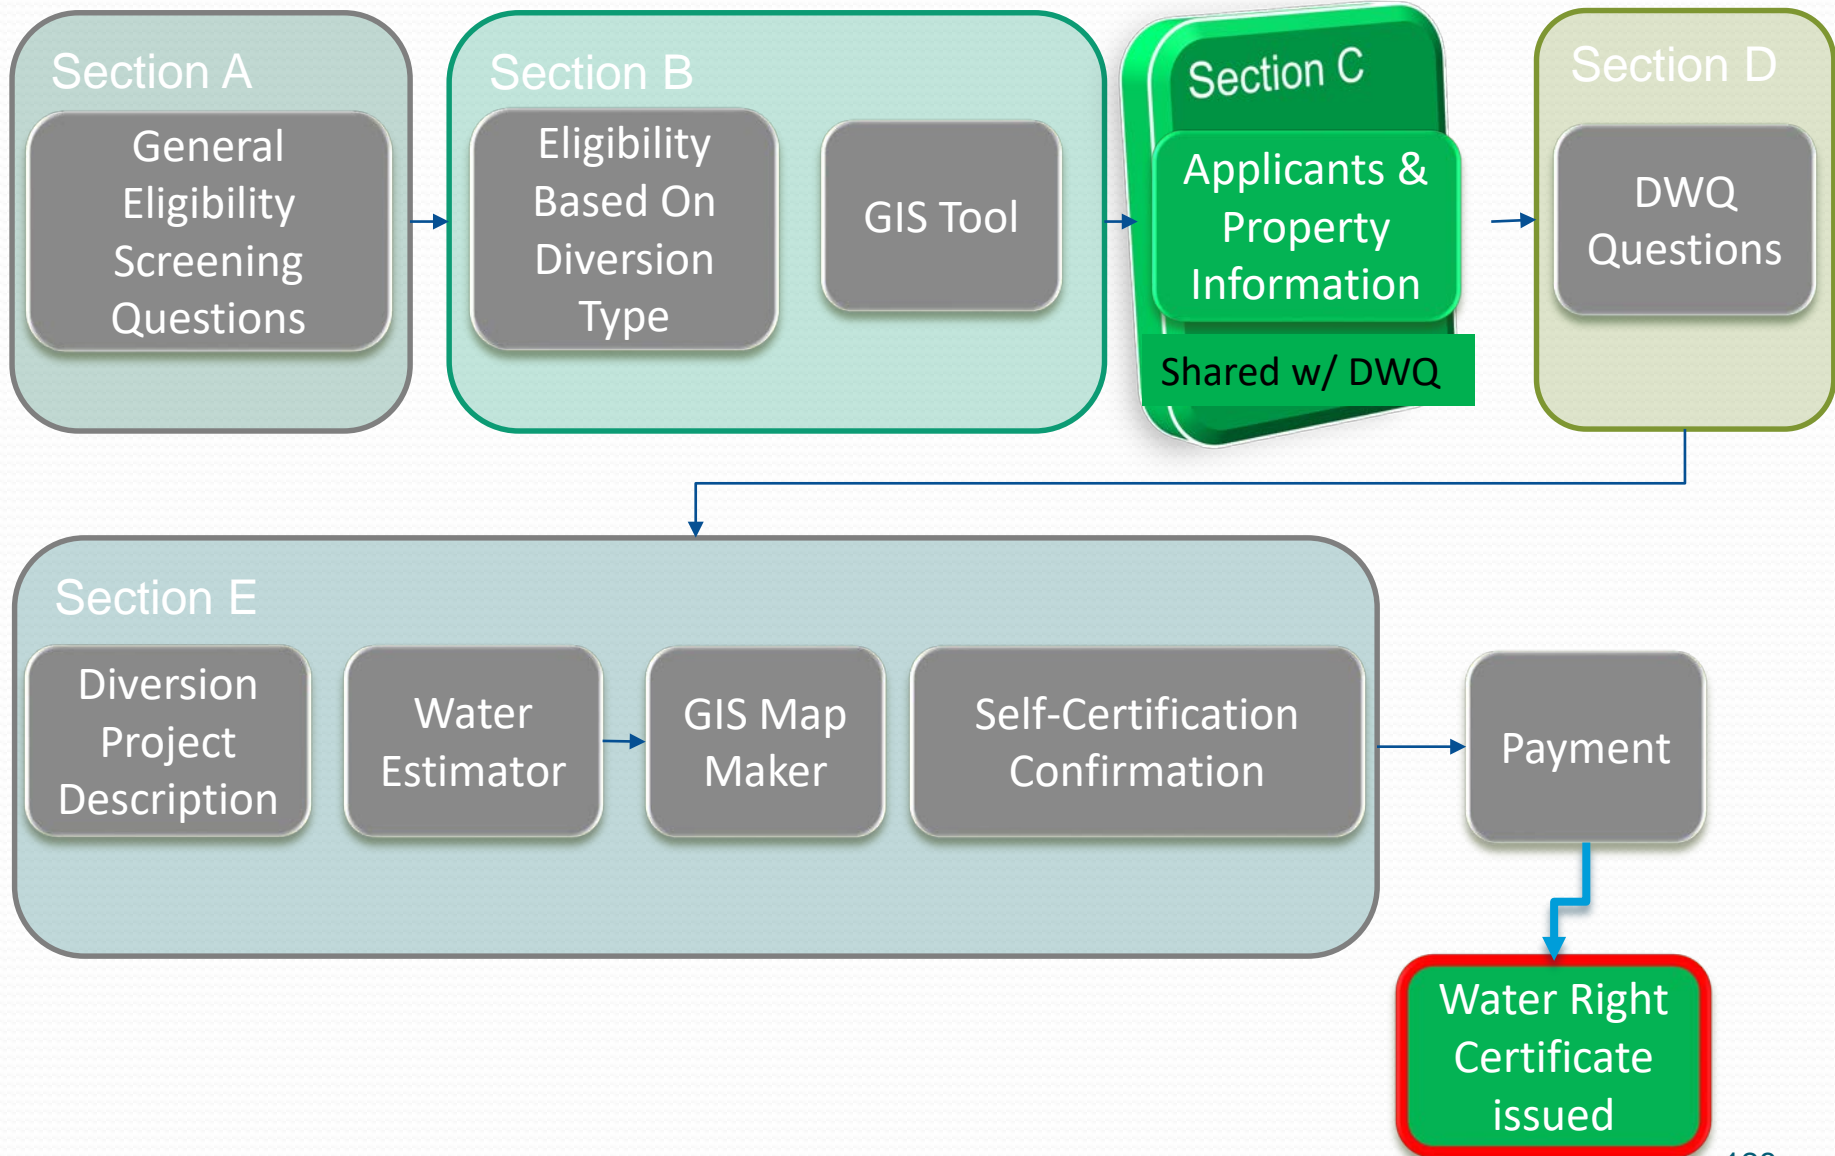 Section A
General
Eligibility
Screening
Questions
Section B
Eligibility
Based On
Diversion
Type
GIS Tool
Section C
Applicants &
Property
Information
Shared w/ DWQ
Section D
DWQ
Questions
Section E
Diversion
Project
Description
Water
Estimator
GIS Map
Maker
Self-Certification
Confirmation
Payment
Water Right
Certificate
issued